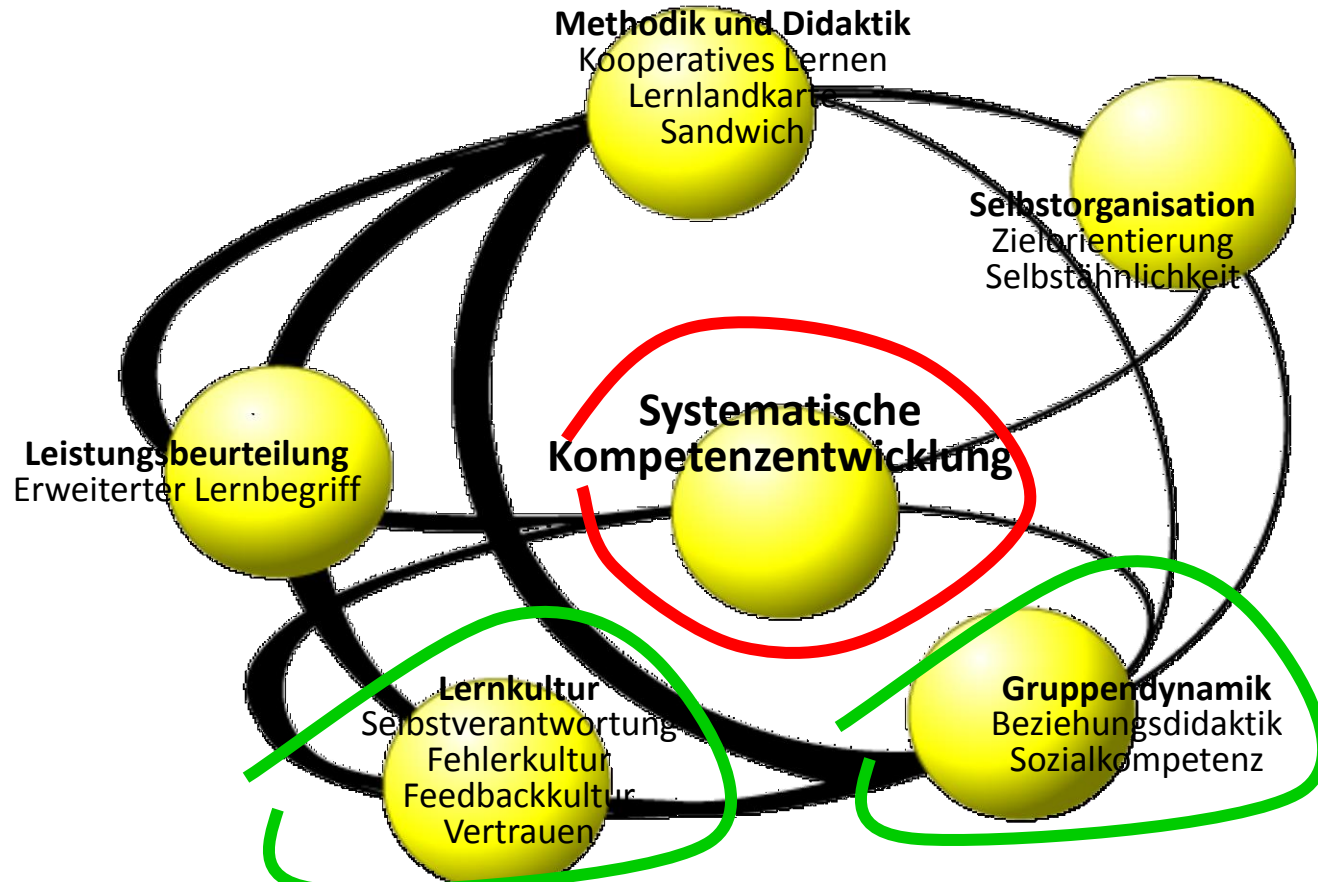 Methodik und Didaktik
Kooperatives Lernen
Lernlandkarte
Sandwich
Selbstorganisation
Zielorientierung
Selbstähnlichkeit
Systematische
Kompetenzentwicklung
Leistungsbeurteilung
Erweiterter Lernbegriff
Lernkultur
Selbstverantwortung
Fehlerkultur
Feedbackkultur
Vertrauen
Gruppendynamik
Beziehungsdidaktik
Sozialkompetenz